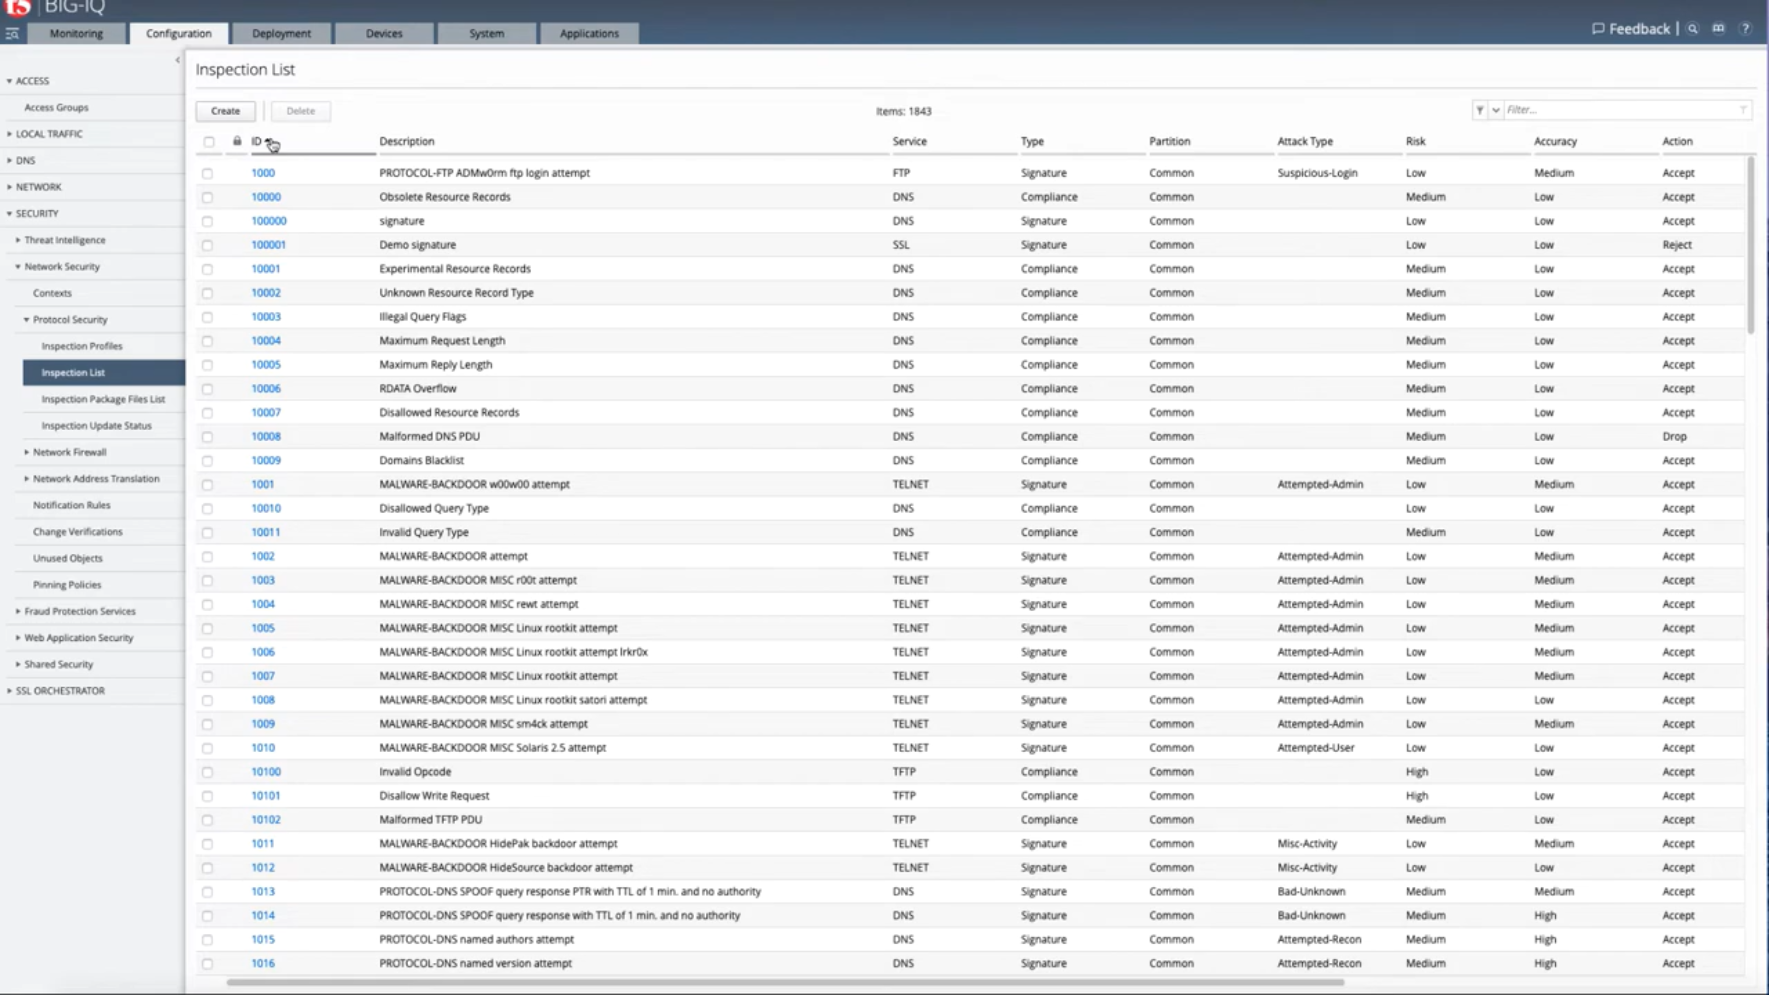 BIG-IQ
Monitoring Configuration Deployment Devices System Applications
Feedback | ?
ACCESS
Access Groups
LOCAL TRAFFIC
DNS
NETWORK
SECURITY
Threat Intelligence
Network Security
Contexts
Protocol Security
Inspection Profiles
Inspection List
Inspection Package Files List
Inspection Update Status
Network Firewall
Network Address Translation
Notification Rules
Change Verifications
Unused Objects
Pinning Policies
Fraud Protection Services
Web Application Security
Shared Security
SSL ORCHESTRATOR
Inspection List
Create Delete Items: 1843 Filter...
ID Description Service Type Partition Attack Type Risk Accuracy Action
1000 PROTOCOL-FTP ADMw0rm ftp login attempt FTP Signature Common Suspicious-Login Low Medium Accept
10000 Obsolete Resource Records DNS Compliance Common Medium Low Accept
100000 signature DNS Signature Common Low Low Accept
100001 Demo signature SSL Signature Common Low Low Reject
10001 Experimental Resource Records DNS Compliance Common Medium Low Accept
10002 Unknown Resource Record Type DNS Compliance Common Medium Low Accept
10003 Illegal Query Flags DNS Compliance Common Medium Low Accept
10004 Maximum Request Length DNS Compliance Common Medium Low Accept
10005 Maximum Reply Length DNS Compliance Common Medium Low Accept
10006 RDATA Overflow DNS Compliance Common Medium Low Accept
10007 Disallowed Resource Records DNS Compliance Common Medium Low Accept
10008 Malformed DNS PDU DNS Compliance Common Medium Low Drop
10009 Domains Blacklist DNS Compliance Common Medium Low Accept
1001 MALWARE-BACKDOOR w00w00 attempt TELNET Signature Common Attempted-Admin Low Medium Accept
10010 Disallowed Query Type DNS Compliance Common Low Low Accept
10011 Invalid Query Type DNS Compliance Common Medium Low Accept
1002 MALWARE-BACKDOOR attempt TELNET Signature Common Attempted-Admin Low Medium Accept
1003 MALWARE-BACKDOOR MISC r00t attempt TELNET Signature Common Attempted-Admin Low Medium Accept
1004 MALWARE-BACKDOOR MISC rewt attempt TELNET Signature Common Attempted-Admin Low Medium Accept
1005 MALWARE-BACKDOOR MISC Linux rootkit attempt TELNET Signature Common Attempted-Admin Low Medium Accept
1006 MALWARE-BACKDOOR MISC Linux rootkit attempt lrkr0x TELNET Signature Common Attempted-Admin Low Medium Accept
1007 MALWARE-BACKDOOR MISC Linux rootkit attempt TELNET Signature Common Attempted-Admin Low Medium Accept
1008 MALWARE-BACKDOOR MISC Linux rootkit satori attempt TELNET Signature Common Attempted-Admin Low Low Accept
1009 MALWARE-BACKDOOR MISC sm4ck attempt TELNET Signature Common Attempted-Admin Low Medium Accept
1010 MALWARE-BACKDOOR MISC Solaris 2.5 attempt TELNET Signature Common Attempted-User Low Low Accept
10100 Invalid Opcode TFTP Compliance Common High Low Accept
10101 Disallow Write Request TFTP Compliance Common High Low Accept
10102 Malformed TFTP PDU TFTP Compliance Common Medium Low Accept
1011 MALWARE-BACKDOOR HidePak backdoor attempt TELNET Signature Common Misc-Activity Low Medium Accept
1012 MALWARE-BACKDOOR HideSource backdoor attempt TELNET Signature Common Misc-Activity Low Low Accept
1013 PROTOCOL-DNS SPOOF query response PTR with TTL of 1 min. and no authority DNS Signature Common Bad-Unknown Medium Medium Accept
1014 PROTOCOL-DNS SPOOF query response with TTL of 1 min. and no authority DNS Signature Common Bad-Unknown Medium High Accept
1015 PROTOCOL-DNS named authors attempt DNS Signature Common Attempted-Recon Medium High Accept
1016 PROTOCOL-DNS named version attempt DNS Signature Common Attempted-Recon Medium High Accept